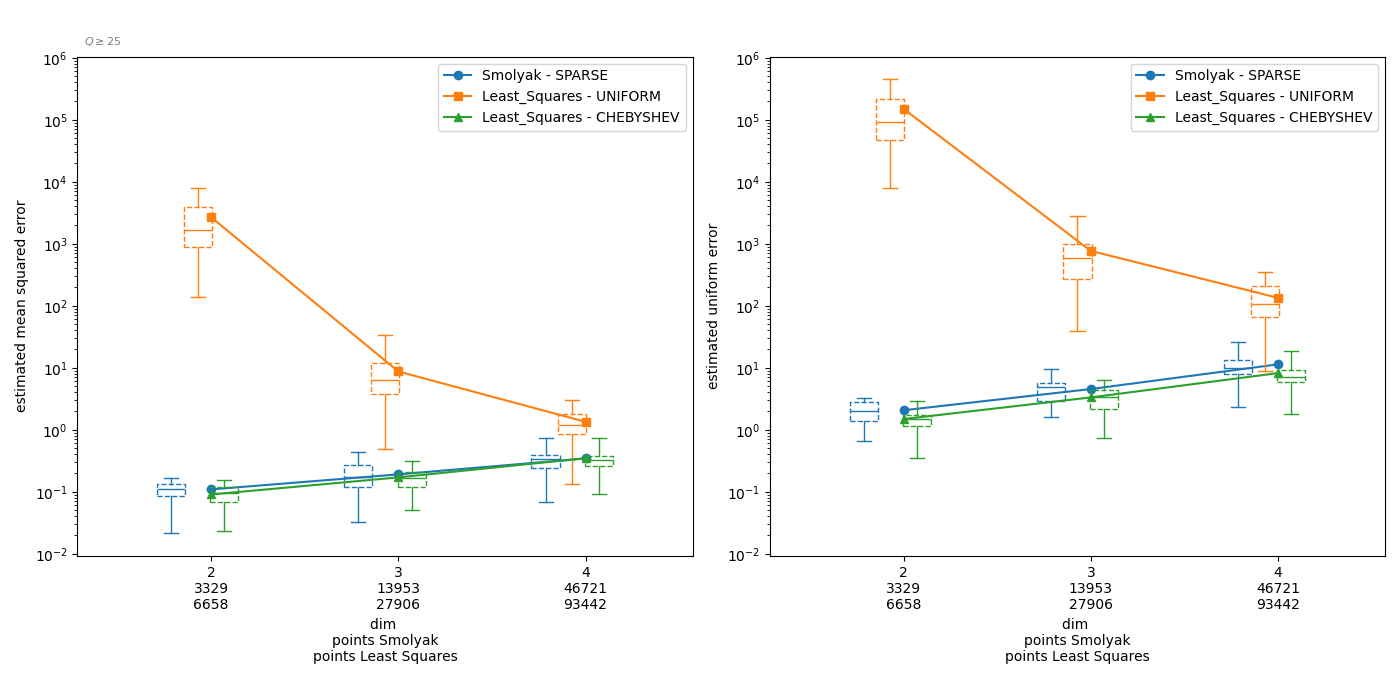 Q ≥ 25
10^6
10^5
10^4
10^3
10^2
10^1
10^0
10^−1
10^−2
estimated mean squared error
Smolyak - SPARSE
Least_Squares - UNIFORM
Least_Squares - CHEBYSHEV
2 3 4
3329 13953 46721
6658 27906 93442
dim
points Smolyak
points Least Squares
10^6
10^5
10^4
10^3
10^2
10^1
10^0
10^−1
10^−2
estimated uniform error
Smolyak - SPARSE
Least_Squares - UNIFORM
Least_Squares - CHEBYSHEV
2 3 4
3329 13953 46721
6658 27906 93442
dim
points Smolyak
points Least Squares